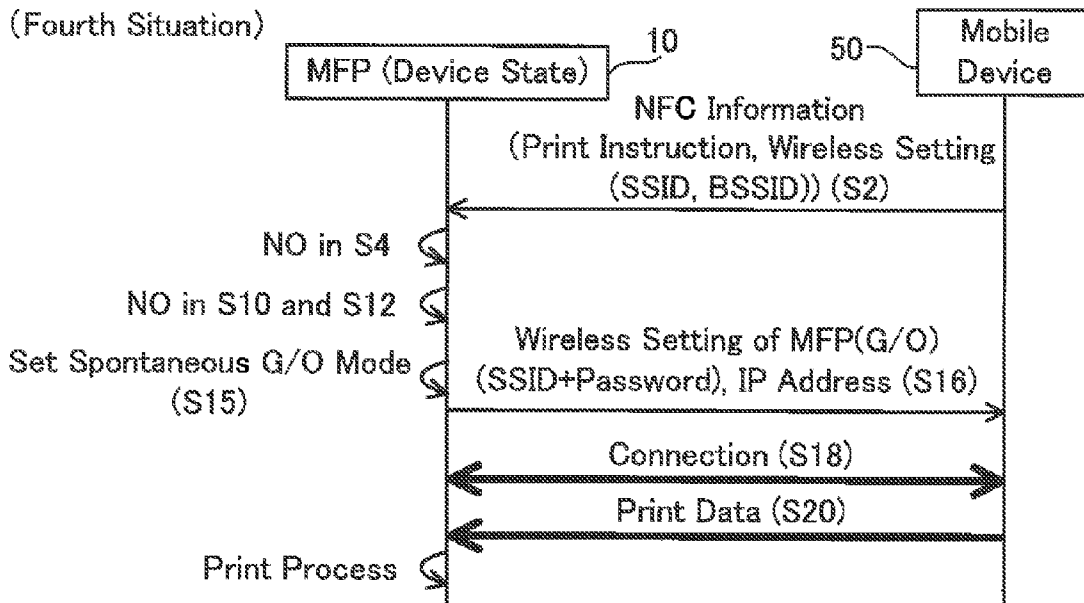 (Fourth Situation)
10
50
Mobile
Device
MFP (Device State)
NFC Information
(Print Instruction, Wireless Setting
(SSID, BSSID)) (S2)
NO in S4
NO in S10 and S12
Set Spontaneous G/O Mode
(S15)
Wireless Setting of MFP(G/O)
(SSID+Password), IP Address (S16)
Connection (S18)
Print Data (S20)
Print Process